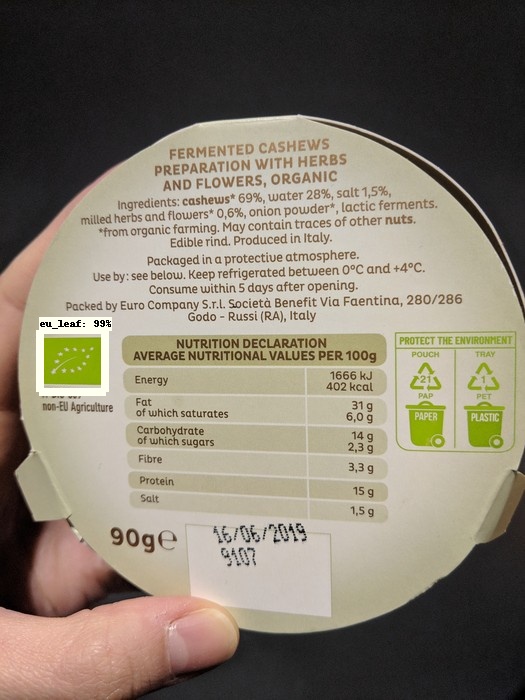 FERMENTED CASHEWS
PREPARATION WITH HERBS
AND FLOWERS, ORGANIC
Ingredients: cashews* 69%, water 28%, salt 1,5%,
milled herbs and flowers* 0,6%, onion powder*, lactic ferments.
*from organic farming. May contain traces of other nuts.
Edible rind. Produced in Italy.
Packaged in a protective atmosphere.
Use by: see below. Keep refrigerated between 0°C and +4°C.
Consume within 5 days after opening.
Packed by Euro Company S.r.l. Società Benefit Via Faentina, 280/286
Godo - Russi (RA), Italy
eu_leaf: 99%
non-EU Agriculture
NUTRITION DECLARATION
AVERAGE NUTRITIONAL VALUES PER 100g
Energy 1666 kJ
402 kcal
Fat 31 g
of which saturates 6,0 g
Carbohydrate 14 g
of which sugars 2,3 g
Fibre 3,3 g
Protein 15 g
Salt 1,5 g
PROTECT THE ENVIRONMENT
POUCH TRAY
21 1
PAP PET
PAPER PLASTIC
90g e
16/06/2019
9107